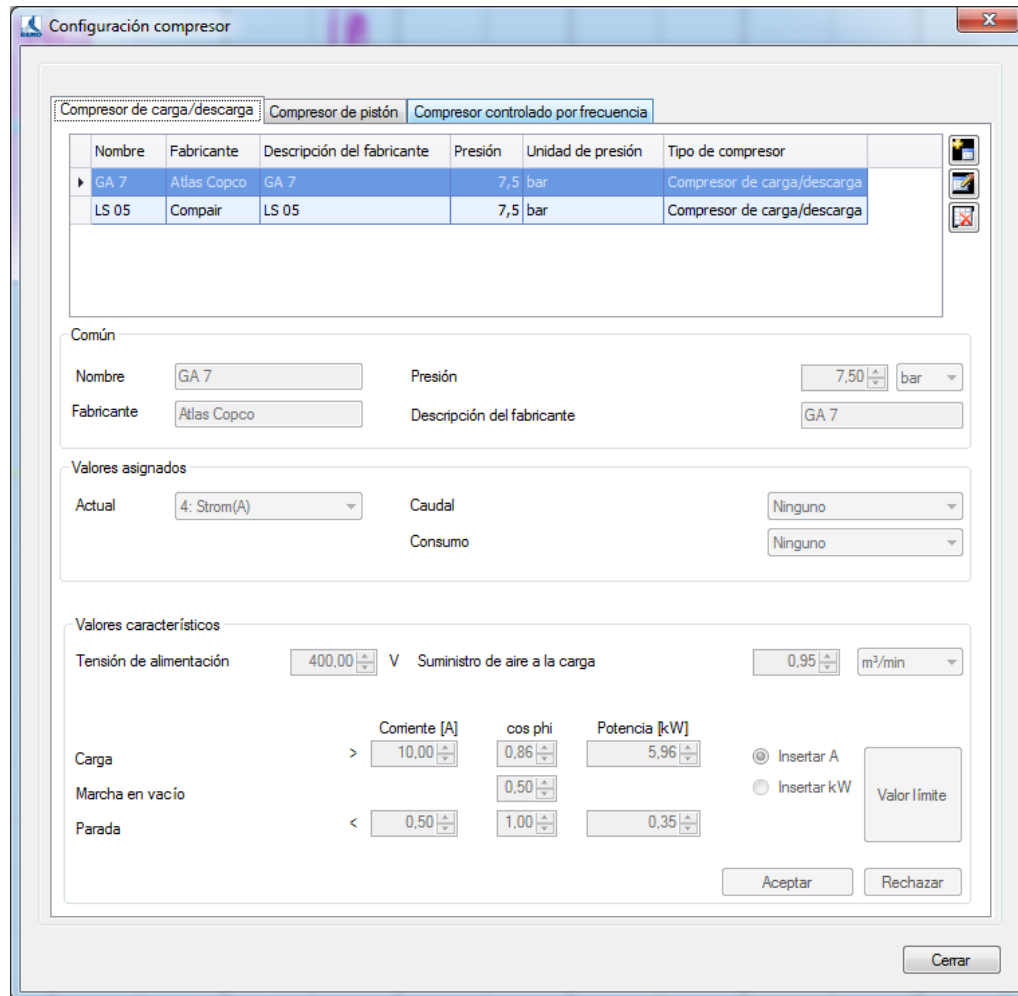 Configuración compresor
Compresor de carga/descarga Compresor de pistón Compresor controlado por frecuencia
Nombre Fabricante Descripción del fabricante Presión Unidad de presión Tipo de compresor
GA 7 Atlas Copco GA 7 7,5 bar Compresor de carga/descarga
LS 05 Compair LS 05 7,5 bar Compresor de carga/descarga
Común
Nombre GA 7 Presión 7,50 bar
Fabricante Atlas Copco Descripción del fabricante GA 7
Valores asignados
Actual 4: Strom(A) Caudal Ninguno
Consumo Ninguno
Valores característicos
Tensión de alimentación 400,00 V Suministro de aire a la carga 0,95 m³/min
Corriente [A] cos phi Potencia [kW]
Carga > 10,00 0,86 5,96 Insertar A
Marcha en vacío 0,50 Insertar kW Valor límite
Parada < 0,50 1,00 0,35
Aceptar Rechazar
Cerrar